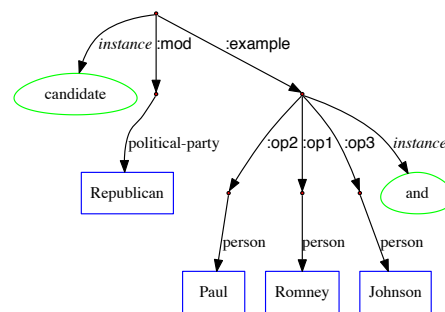 instance :mod :example
candidate
political-party :op2 :op1 :op3 instance
Republican and
person person person
Paul Romney Johnson